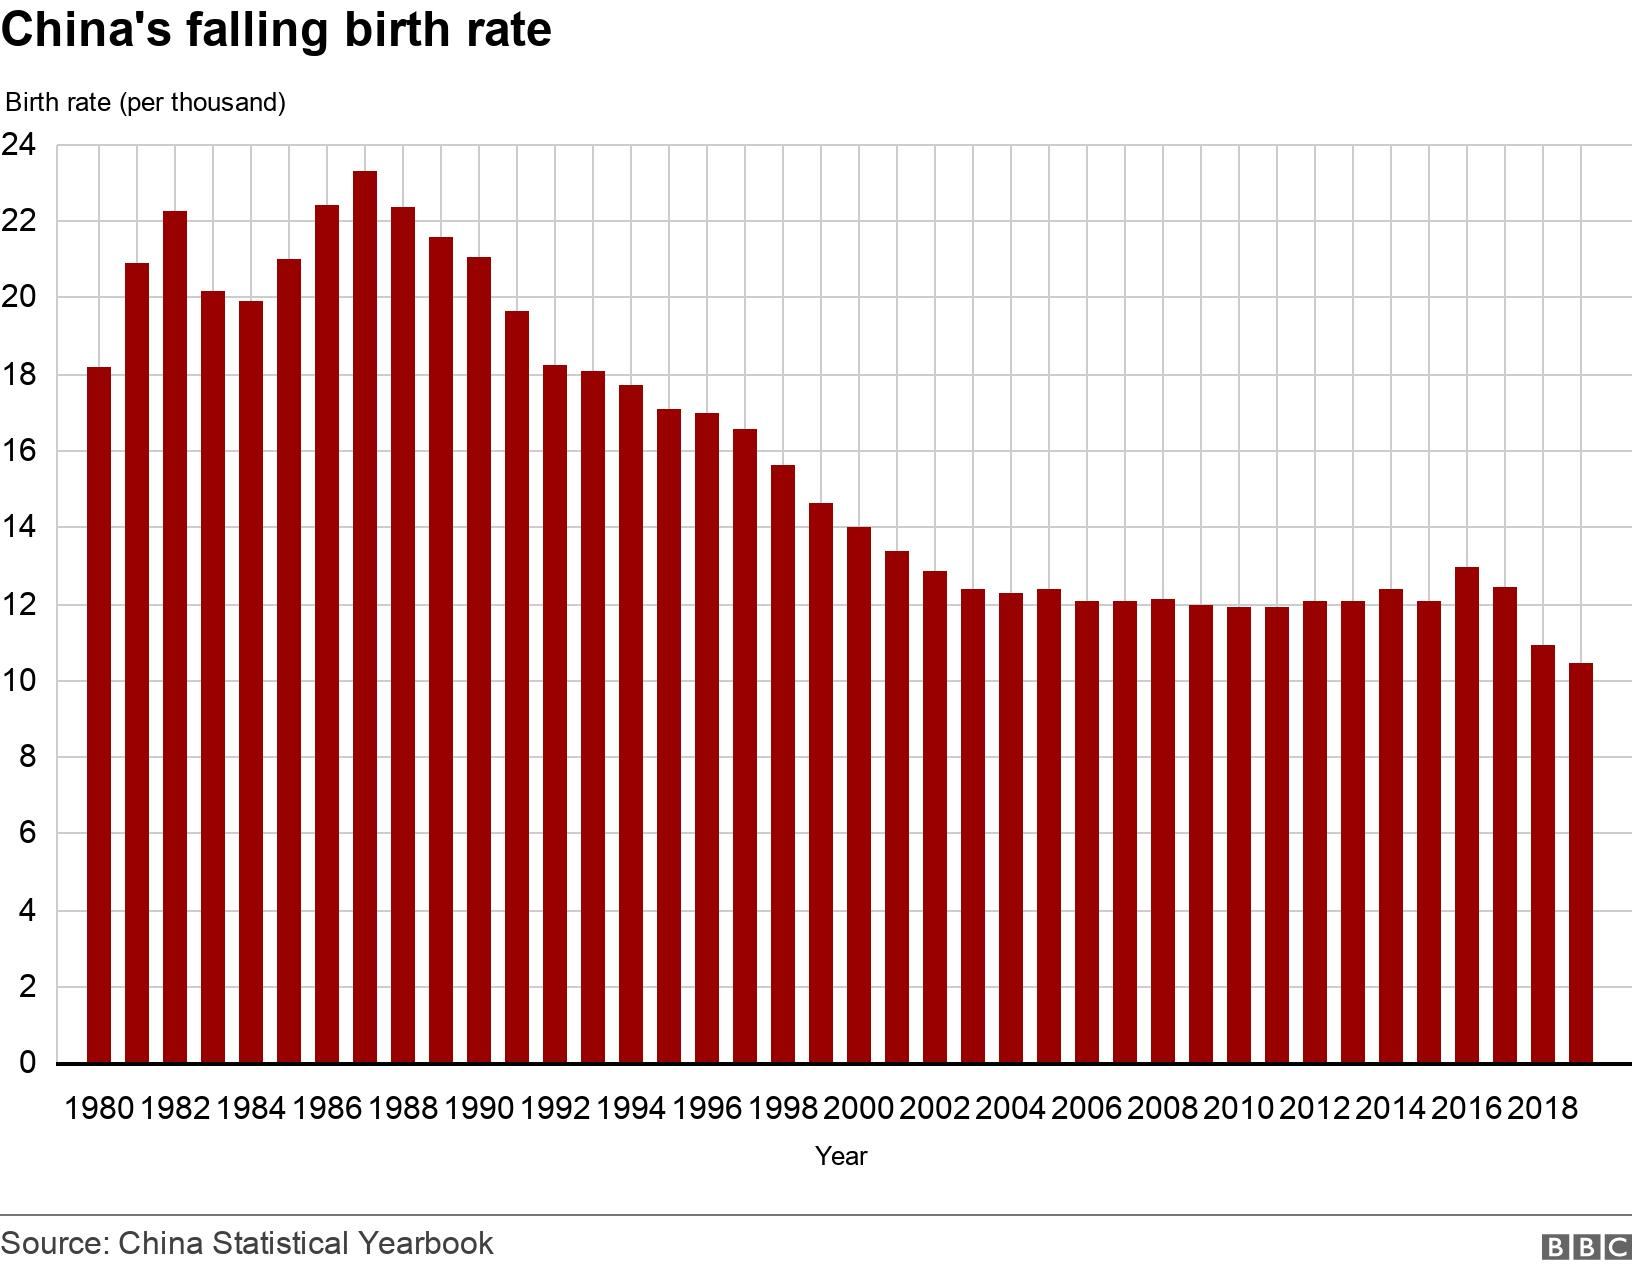 China's falling birth rate
Birth rate (per thousand)
24
22
20
18
16
14
12
10
8
6
4
2
0
1980 1982 1984 1986 1988 1990 1992 1994 1996 1998 2000 2002 2004 2006 2008 2010 2012 2014 2016 2018
Year
Source: China Statistical Yearbook
BBC